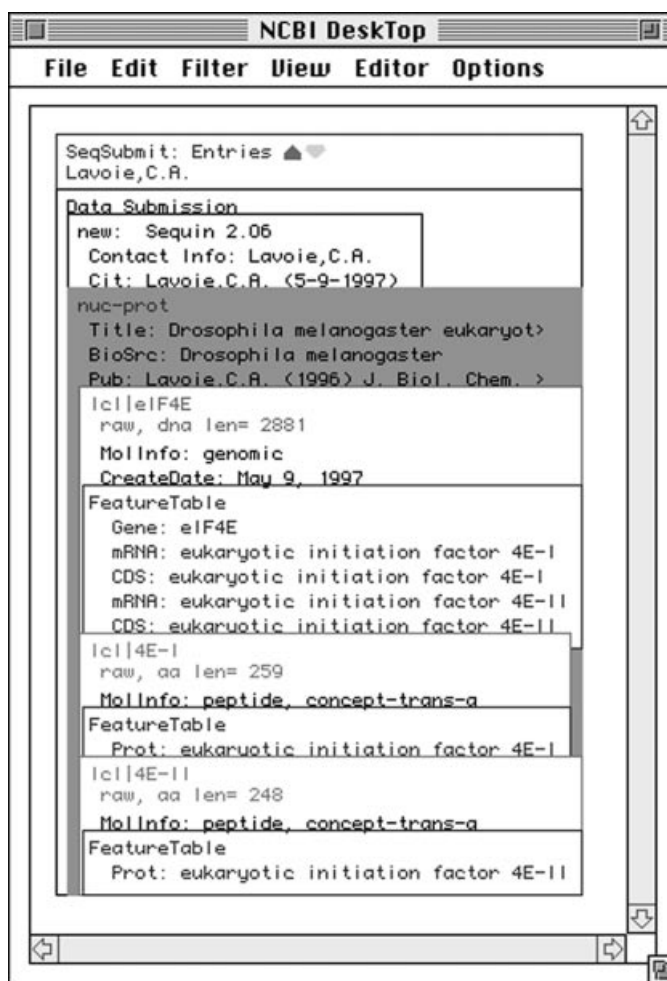 NCBI DeskTop
File Edit Filter View Editor Options
SeqSubmit: Entries
Lavoie,C.A.
Data Submission
new: Sequin 2.06
Contact Info: Lavoie,C.A.
Cit: Lavoie.C.A. (5-9-1997)
nuc-prot
Title: Drosophila melanogaster eukaryot>
BioSrc: Drosophila melanogaster
Pub: Lavoie.C.A. (1996) J. Biol. Chem. >
lcl|eIF4E
raw, dna len= 2881
MolInfo: genomic
CreateDate: May 9, 1997
FeatureTable
Gene: eIF4E
mRNA: eukaryotic initiation factor 4E-I
CDS: eukaryotic initiation factor 4E-I
mRNA: eukaryotic initiation factor 4E-II
CDS: eukaryotic initiation factor 4E-II
lcl|4E-I
raw, aa len= 259
MolInfo: peptide, concept-trans-a
FeatureTable
Prot: eukaryotic initiation factor 4E-I
lcl|4E-II
raw, aa len= 248
MolInfo: peptide, concept-trans-a
FeatureTable
Prot: eukaryotic initiation factor 4E-II